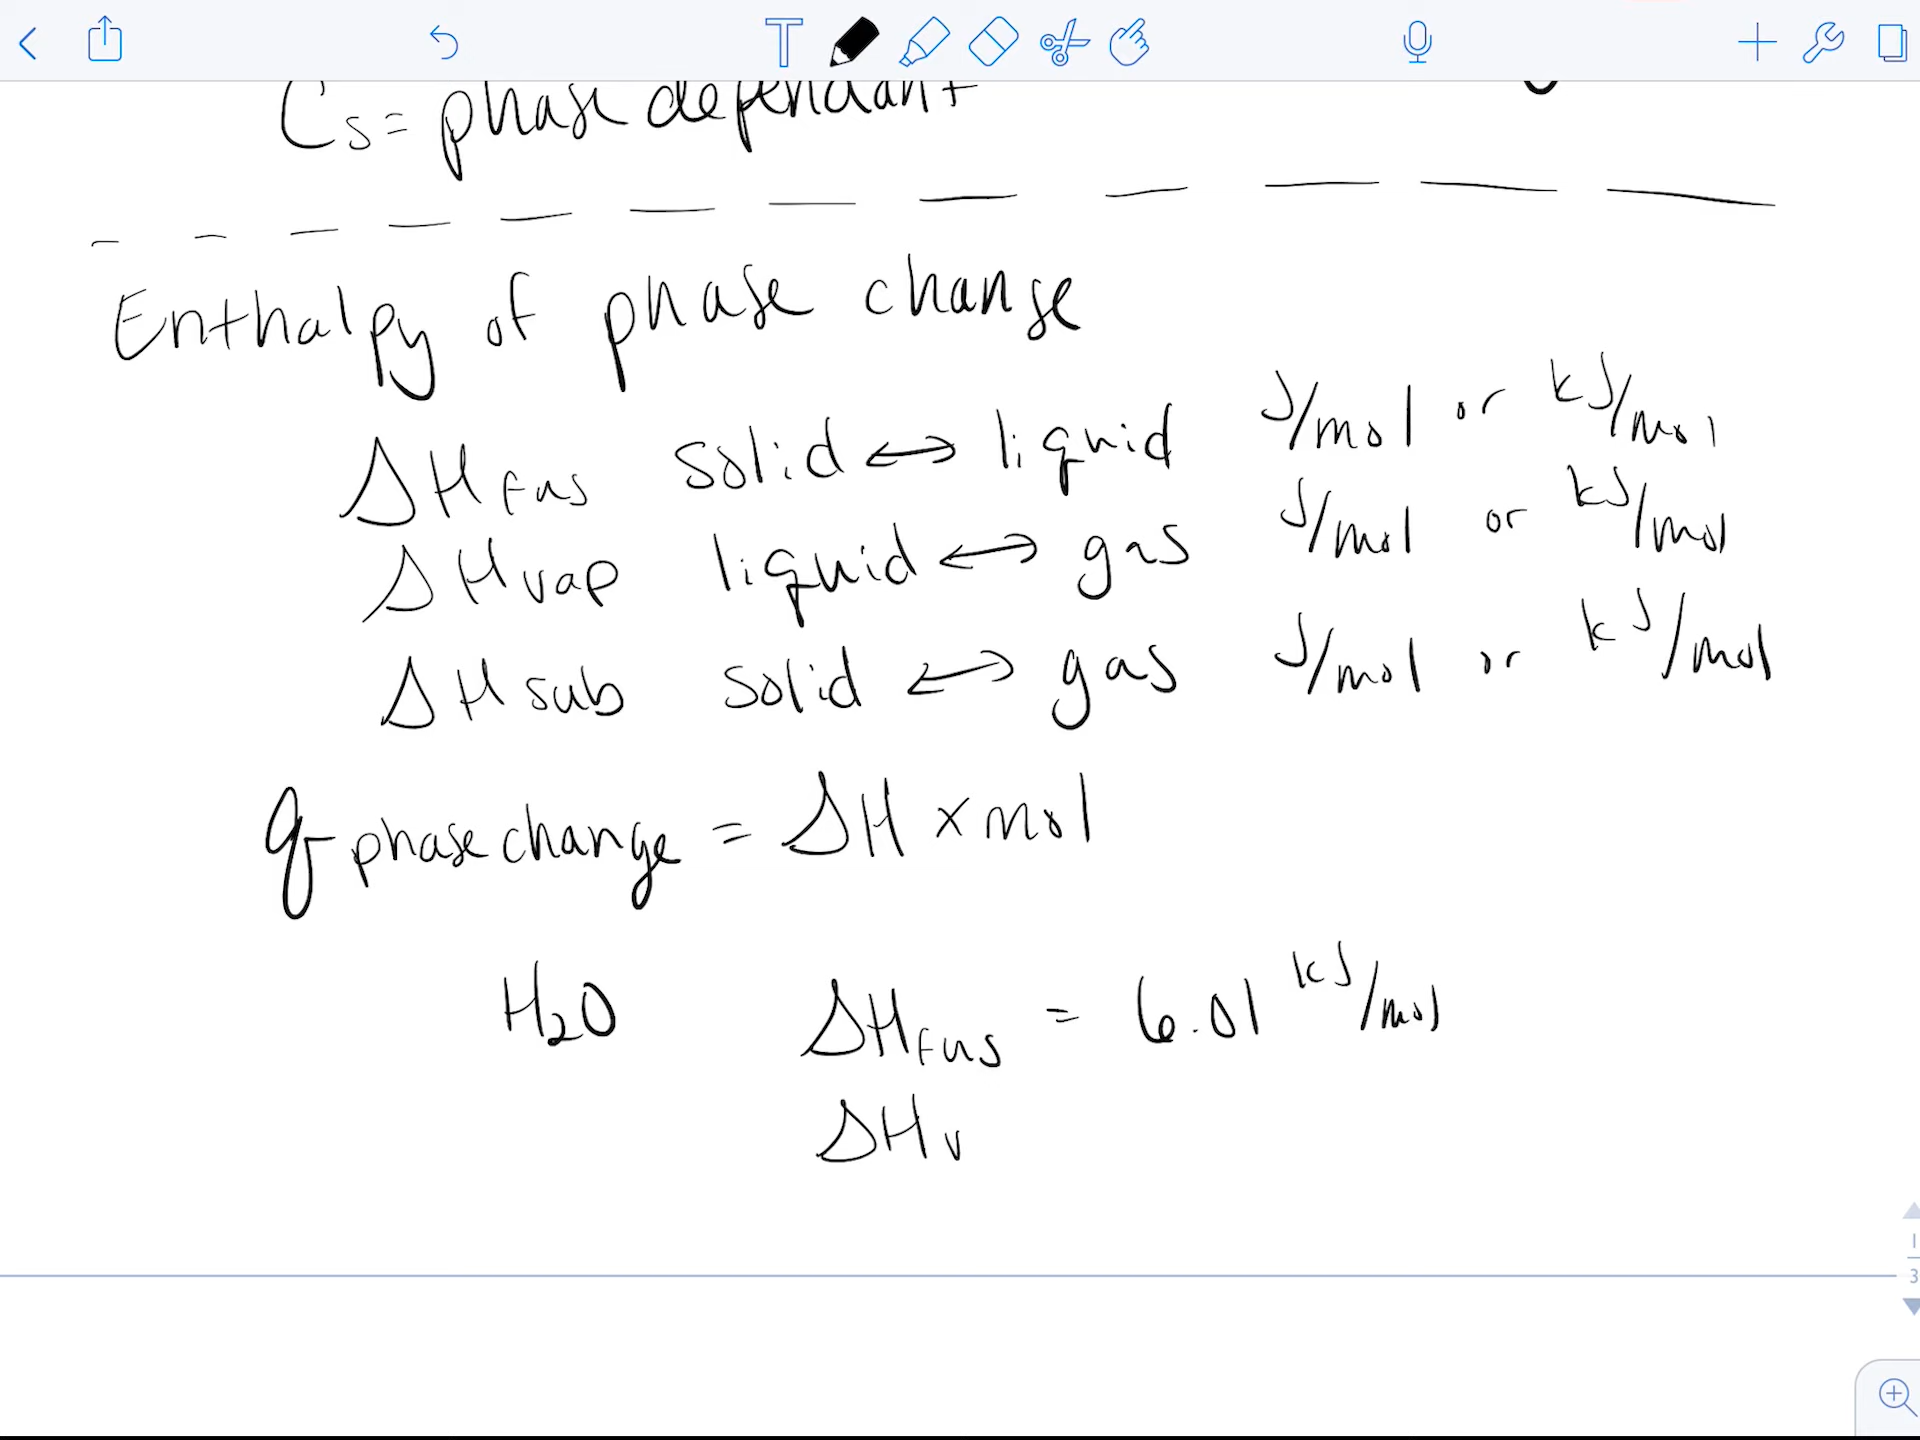 Cs = phase dependant
Enthalpy of phase change
ΔHfus solid ↔ liquid J/mol or kJ/mol
ΔHvap liquid ↔ gas J/mol or kJ/mol
ΔHsub solid ↔ gas J/mol or kJ/mol
q phase change = ΔH × mol
H₂O ΔHfus = 6.01 kJ/mol
ΔHv